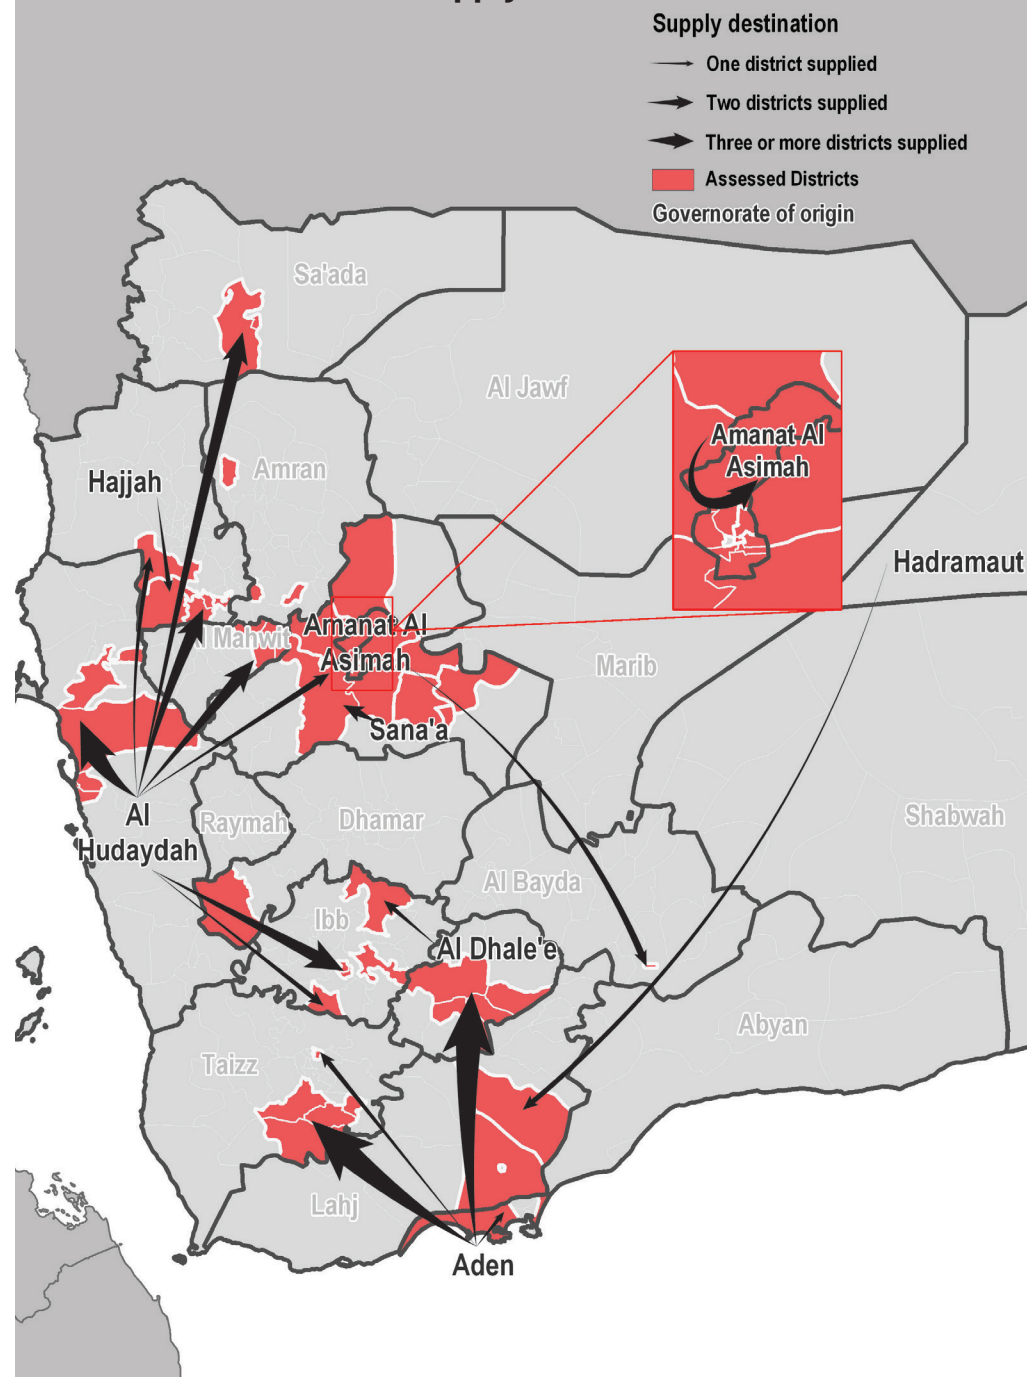 Supply destination
One district supplied
Two districts supplied
Three or more districts supplied
Assessed Districts
Governorate of origin
Sa'ada
Al Jawf
Amanat Al
Asimah
Hajjah
Amran
Hadramaut
Mahwit
Amanat Al
Asimah
Marib
Sana'a
Al
Hudaydah
Raymah
Dhamar
Shabwah
Al Bayda
Ibb
Al Dhale'e
Abyan
Taizz
Lahj
Aden